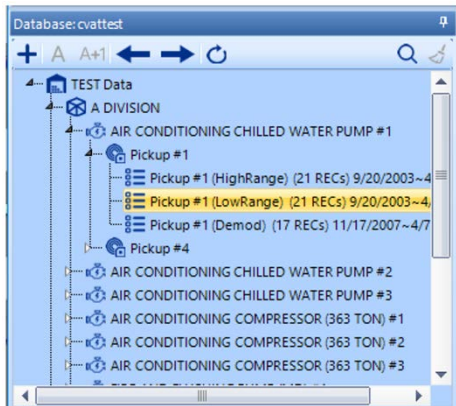 Database: cvattest
A A+1
TEST Data
A DIVISION
AIR CONDITIONING CHILLED WATER PUMP #1
Pickup #1
Pickup #1 (HighRange) (21 RECs) 9/20/2003~4
Pickup #1 (LowRange) (21 RECs) 9/20/2003~4/
Pickup #1 (Demod) (17 RECs) 11/17/2007~4/7
Pickup #4
AIR CONDITIONING CHILLED WATER PUMP #2
AIR CONDITIONING CHILLED WATER PUMP #3
AIR CONDITIONING COMPRESSOR (363 TON) #1
AIR CONDITIONING COMPRESSOR (363 TON) #2
AIR CONDITIONING COMPRESSOR (363 TON) #3